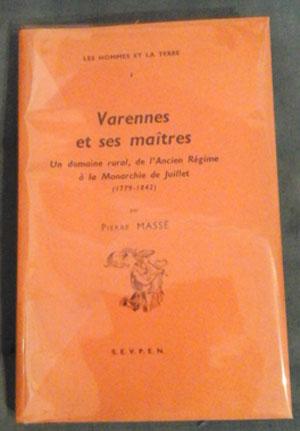 LES HOMMES ET LA TERRE
I
Varennes
et ses maîtres
Un domaine rural, de l'Ancien Régime
à la Monarchie de Juillet
(1779-1842)
par
PIERRE MASSÉ
S. E. V. P. E. N.